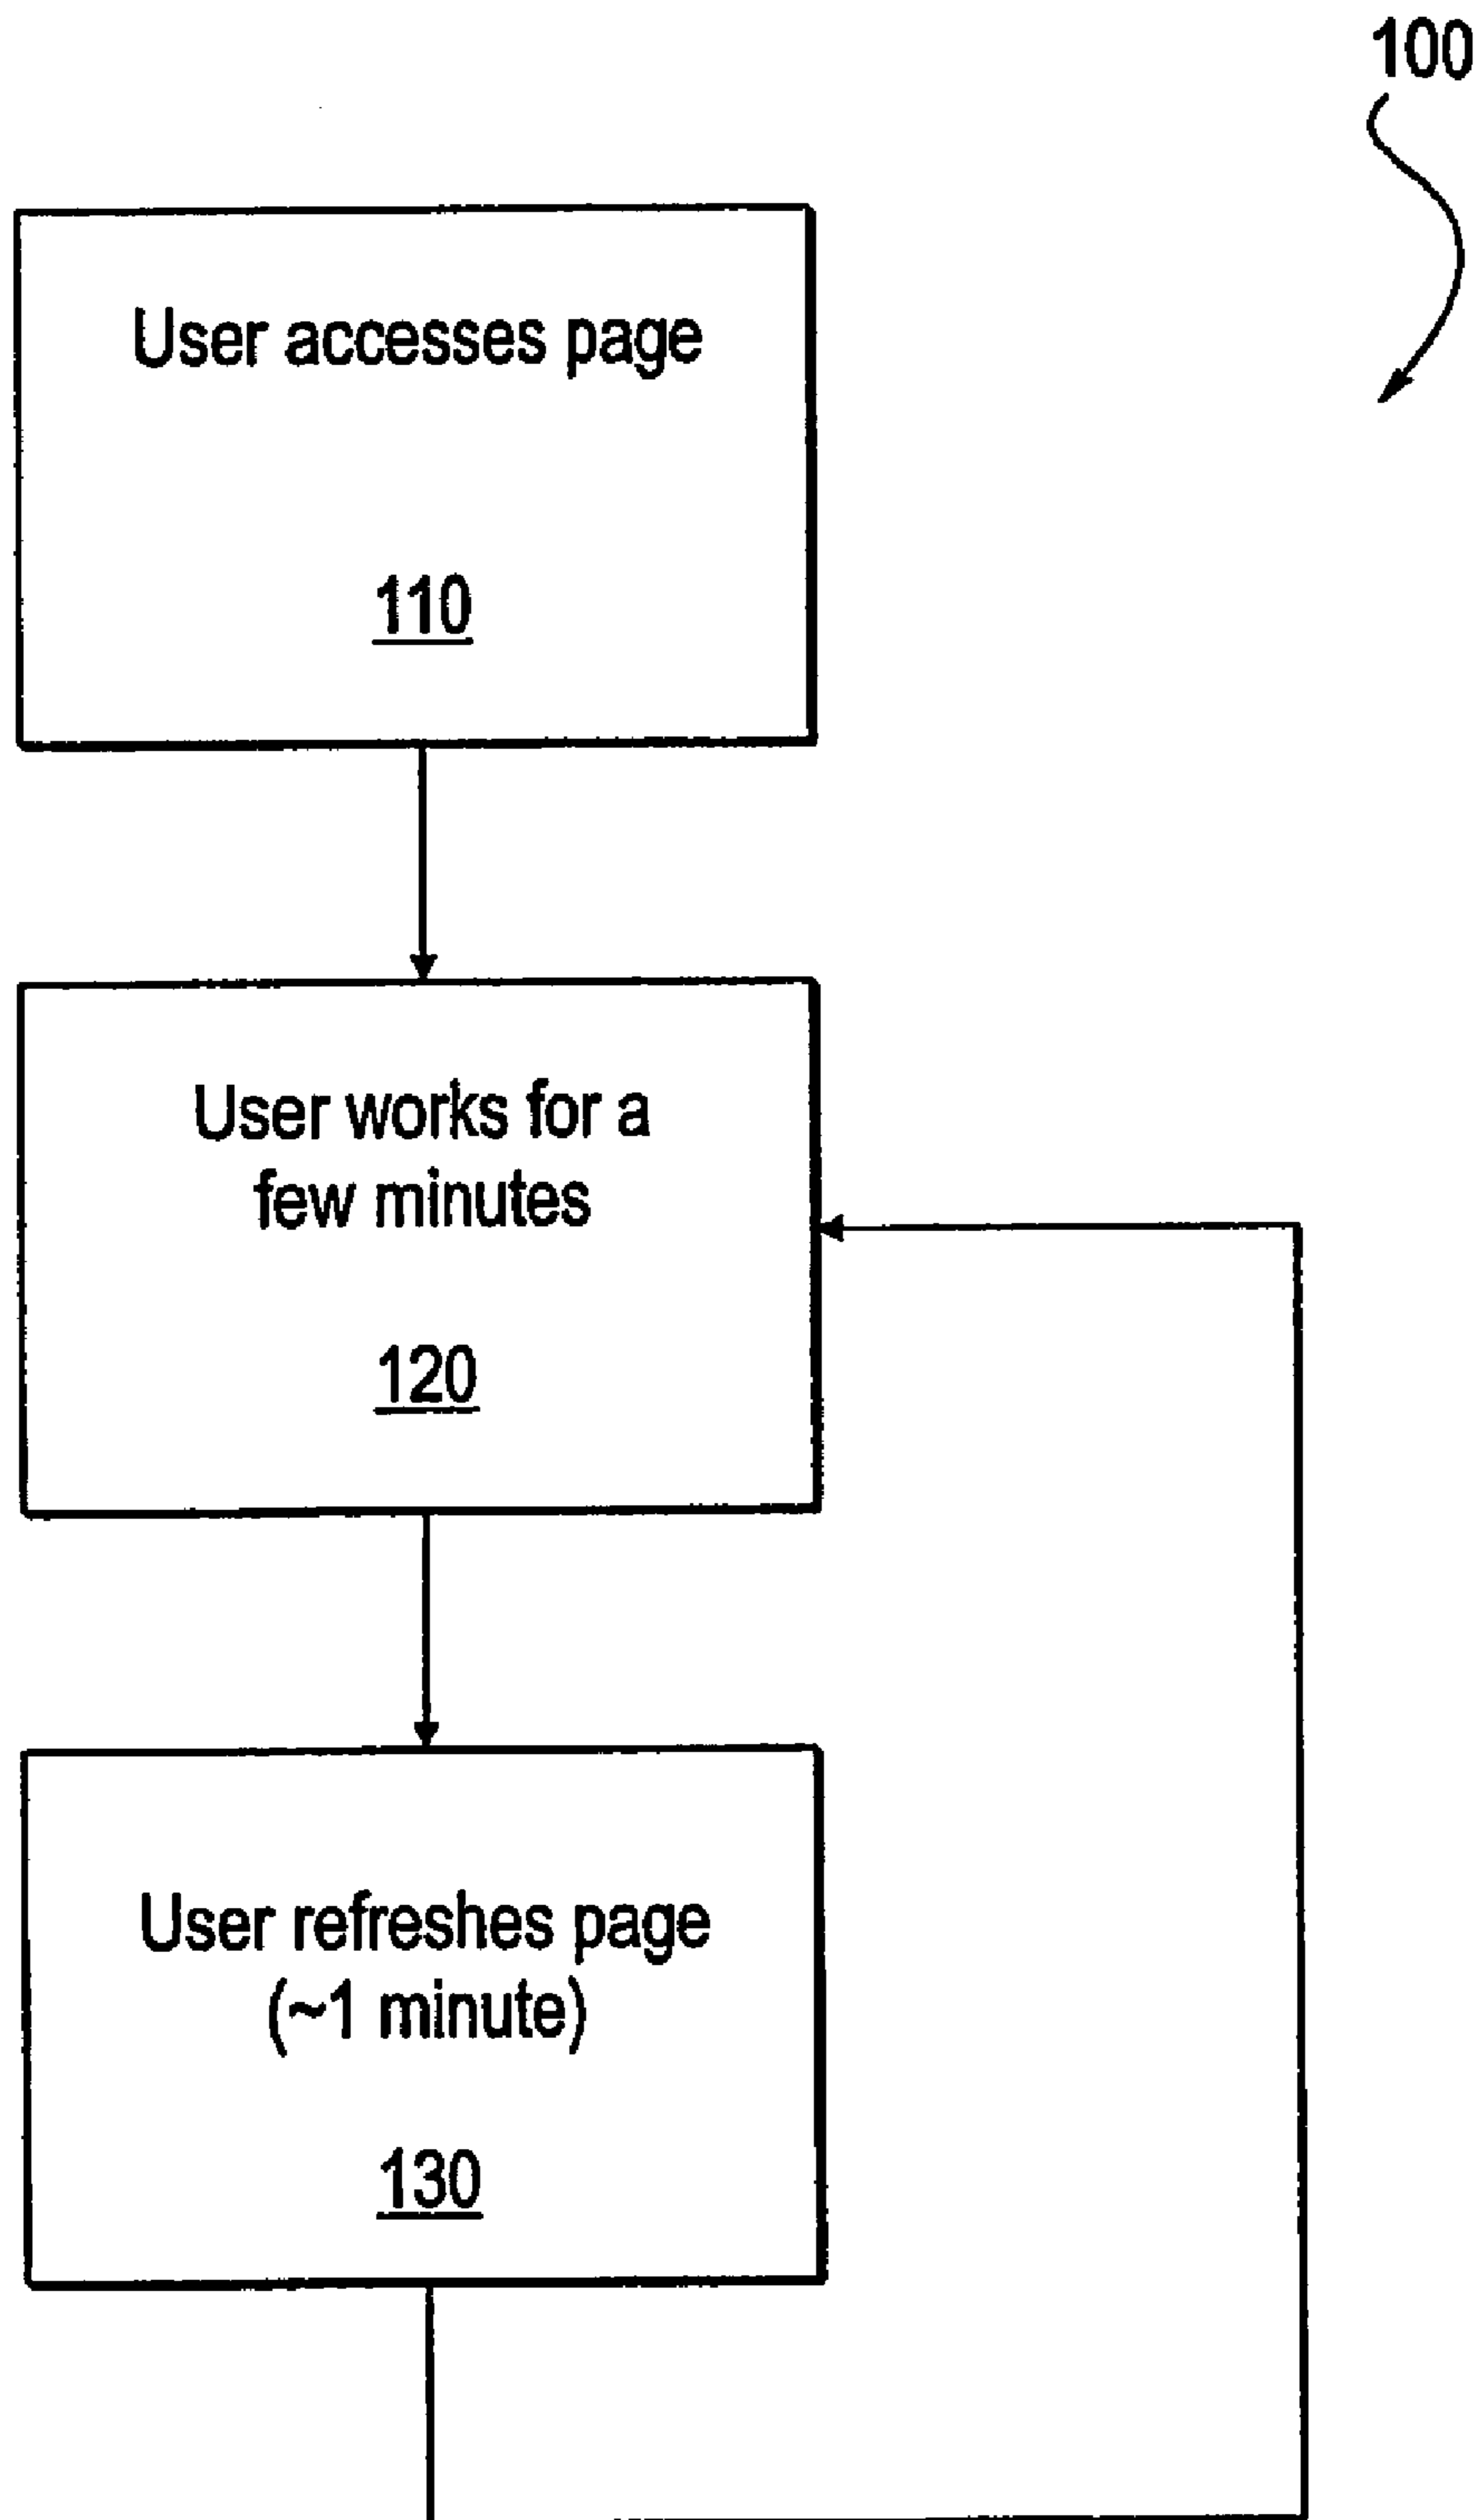 100
User accesses page
110
User works for a
few minutes
120
User refreshes page
(~1 minute)
130